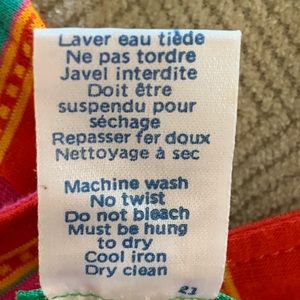 Laver eau tiède
Ne pas tordre
Javel interdite
Doit être
suspendu pour
séchage
Repasser fer doux
Nettoyage à sec
Machine wash
No twist
Do not bleach
Must be hung
to dry
Cool iron
Dry clean
21